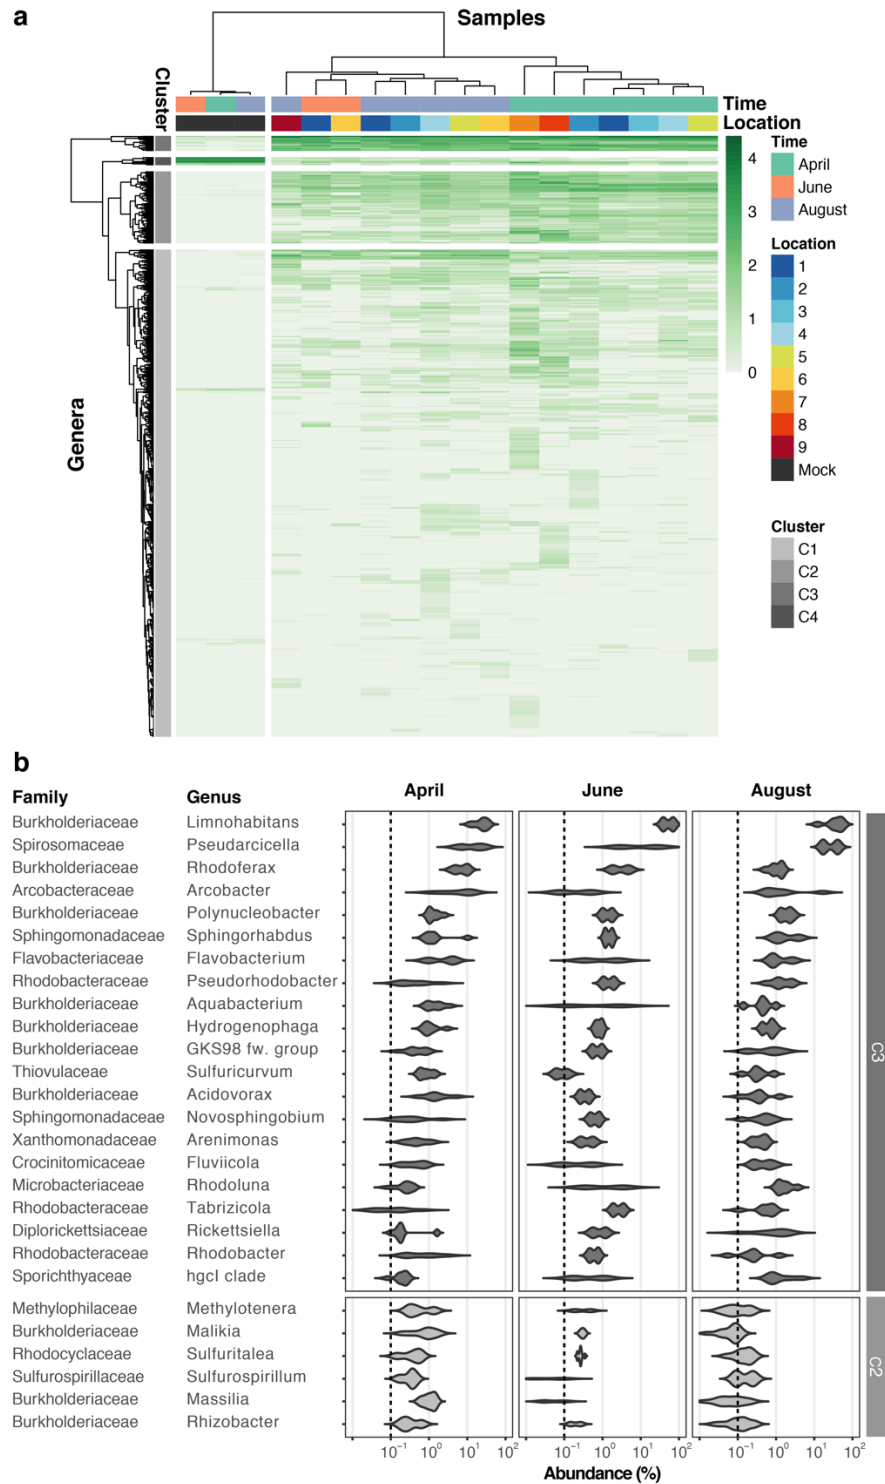 a
Samples
Cluster
Time
Location
Genera
4
3
2
1
0
Time
April
June
August
Location
1
2
3
4
5
6
7
8
9
Mock
Cluster
C1
C2
C3
C4
b
Family Genus April June August
Burkholderiaceae Limnohabitans
Spirosomaceae Pseudarcicella
Burkholderiaceae Rhodoferax
Arcobacteraceae Arcobacter
Burkholderiaceae Polynucleobacter
Sphingomonadaceae Sphingorhabdus
Flavobacteriaceae Flavobacterium
Rhodobacteraceae Pseudorhodobacter
Burkholderiaceae Aquabacterium
Burkholderiaceae Hydrogenophaga
Burkholderiaceae GKS98 fw. group
Thiovulaceae Sulfuricurvum
Burkholderiaceae Acidovorax
Sphingomonadaceae Novosphingobium
Xanthomonadaceae Arenimonas
Crocinitomicaceae Fluviicola
Microbacteriaceae Rhodoluna
Rhodobacteraceae Tabrizicola
Diplorickettsiaceae Rickettsiella
Rhodobacteraceae Rhodobacter
Sporichthyaceae hgcI clade
C3
Methylophilaceae Methylotenera
Burkholderiaceae Malikia
Rhodocyclaceae Sulfuritalea
Sulfurospirillaceae Sulfurospirillum
Burkholderiaceae Massilia
Burkholderiaceae Rhizobacter
C2
10⁻¹ 10⁰ 10¹ 10² 10⁻¹ 10⁰ 10¹ 10² 10⁻¹ 10⁰ 10¹ 10²
Abundance (%)